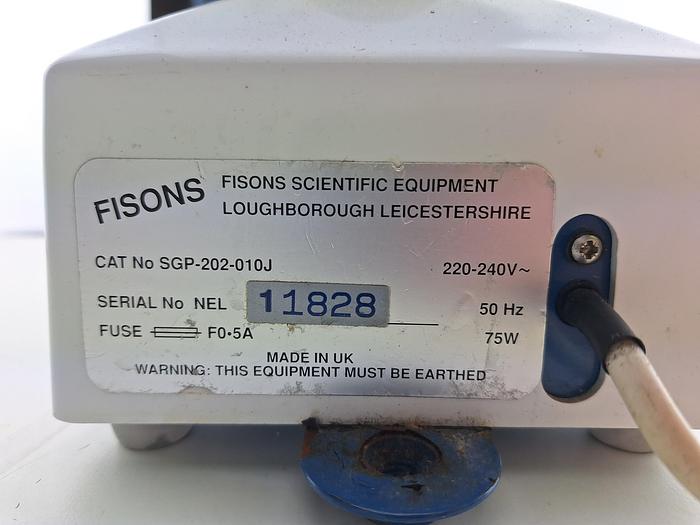 FISONS
FISONS SCIENTIFIC EQUIPMENT
LOUGHBOROUGH LEICESTERSHIRE
CAT No SGP-202-010J 220-240V~
SERIAL No NEL 11828 50 Hz
FUSE F0·5A 75W
MADE IN UK
WARNING: THIS EQUIPMENT MUST BE EARTHED